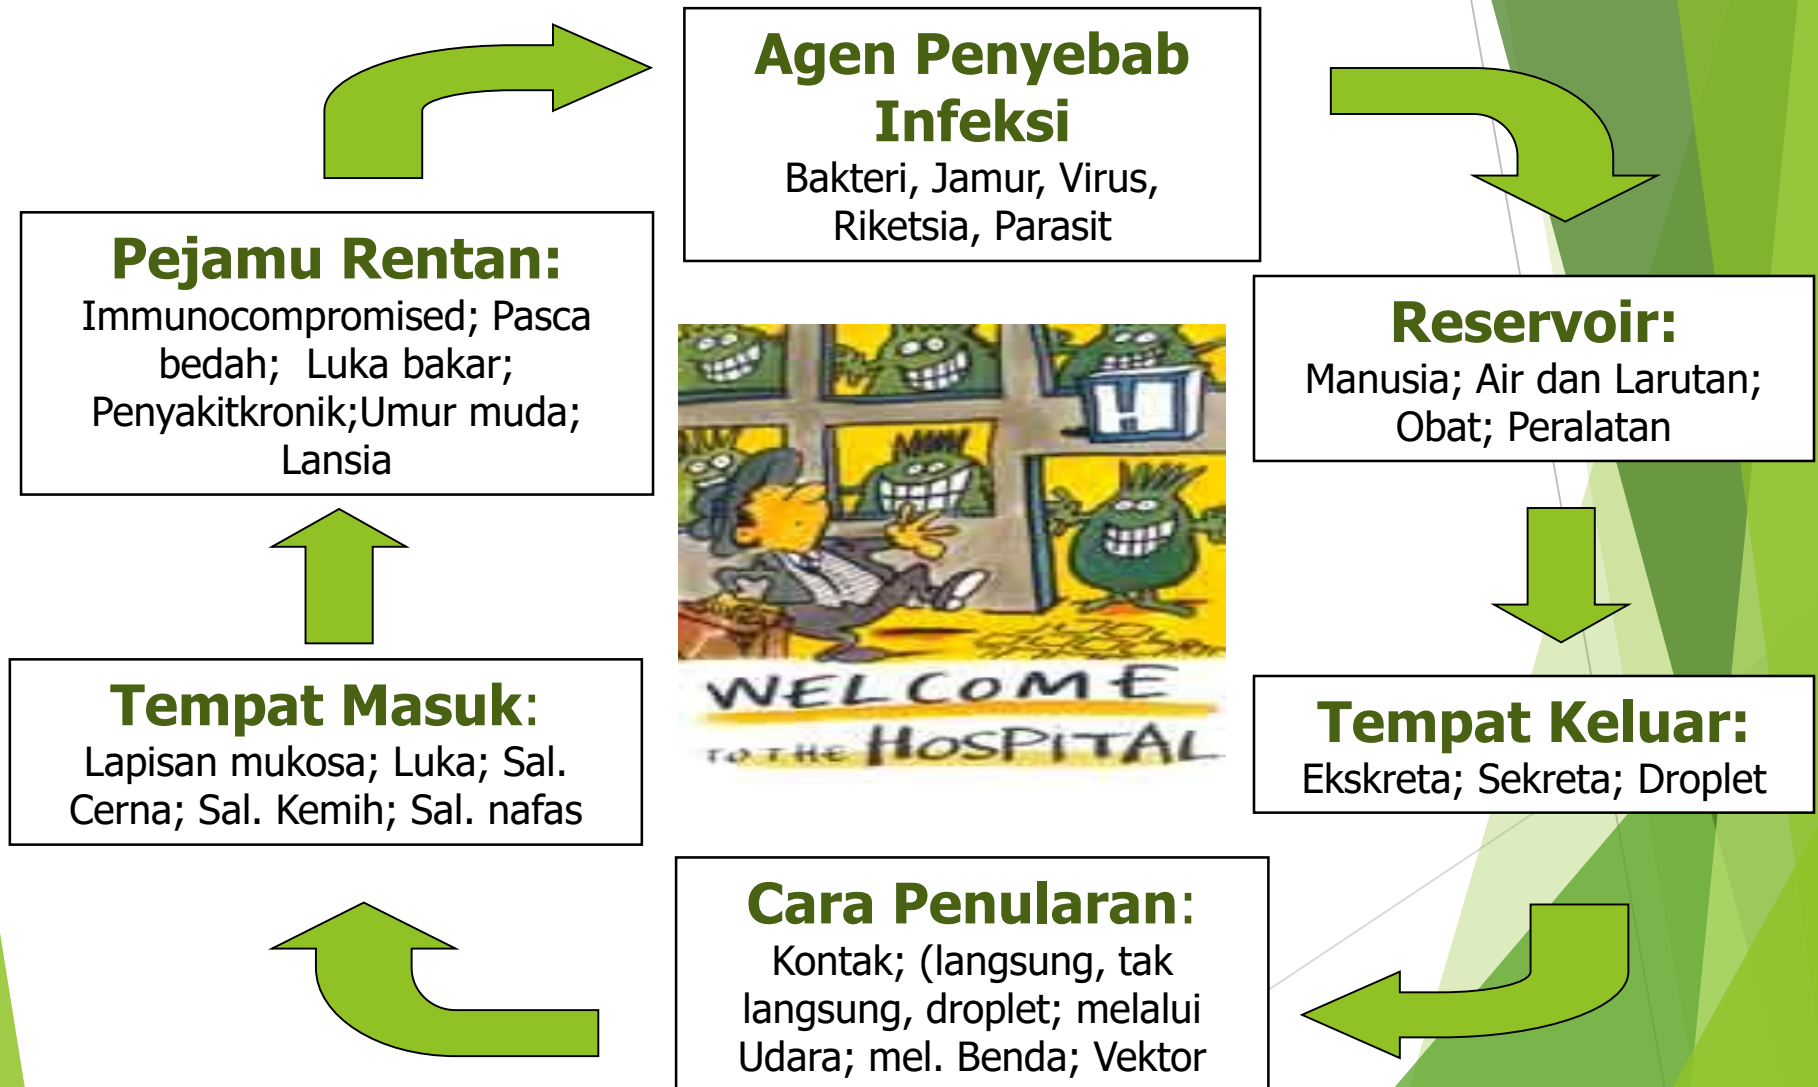 Agen Penyebab
Infeksi
Bakteri, Jamur, Virus,
Riketsia, Parasit
Reservoir:
Manusia; Air dan Larutan;
Obat; Peralatan
Tempat Keluar:
Ekskreta; Sekreta; Droplet
Cara Penularan:
Kontak; (langsung, tak
langsung, droplet; melalui
Udara; mel. Benda; Vektor
Tempat Masuk:
Lapisan mukosa; Luka; Sal.
Cerna; Sal. Kemih; Sal. nafas
Pejamu Rentan:
Immunocompromised; Pasca
bedah; Luka bakar;
Penyakitkronik;Umur muda;
Lansia
H
WELCOME
TO THE HOSPITAL